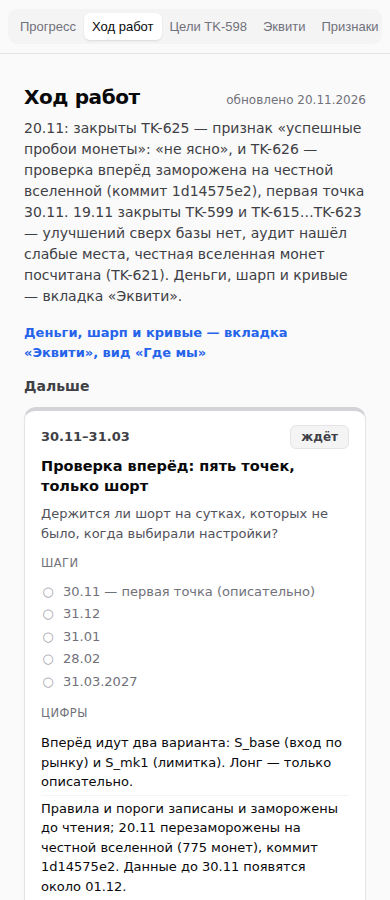 Прогресс Ход работ Цели ТК-598 Эквити Признаки
Ход работ
обновлено 20.11.2026
20.11: закрыты TK-625 — признак «успешные
пробои монеты»: «не ясно», и TK-626 —
проверка вперёд заморожена на честной
вселенной (коммит 1d14575e2), первая точка
30.11. 19.11 закрыты TK-599 и TK-615…TK-623
— улучшений сверх базы нет, аудит нашёл
слабые места, честная вселенная монет
посчитана (TK-621). Деньги, шарп и кривые
— вкладка «Эквити».
Деньги, шарп и кривые — вкладка
«Эквити», вид «Где мы»
Дальше
30.11–31.03
ждёт
Проверка вперёд: пять точек,
только шорт
Держится ли шорт на сутках, которых не
было, когда выбирали настройки?
ШАГИ
30.11 — первая точка (описательно)
31.12
31.01
28.02
31.03.2027
ЦИФРЫ
Вперёд идут два варианта: S_base (вход по
рынку) и S_mk1 (лимитка). Лонг — только
описательно.
Правила и пороги записаны и заморожены
до чтения; 20.11 перезаморожены на
честной вселенной (775 монет), коммит
1d14575e2. Данные до 30.11 появятся
около 01.12.